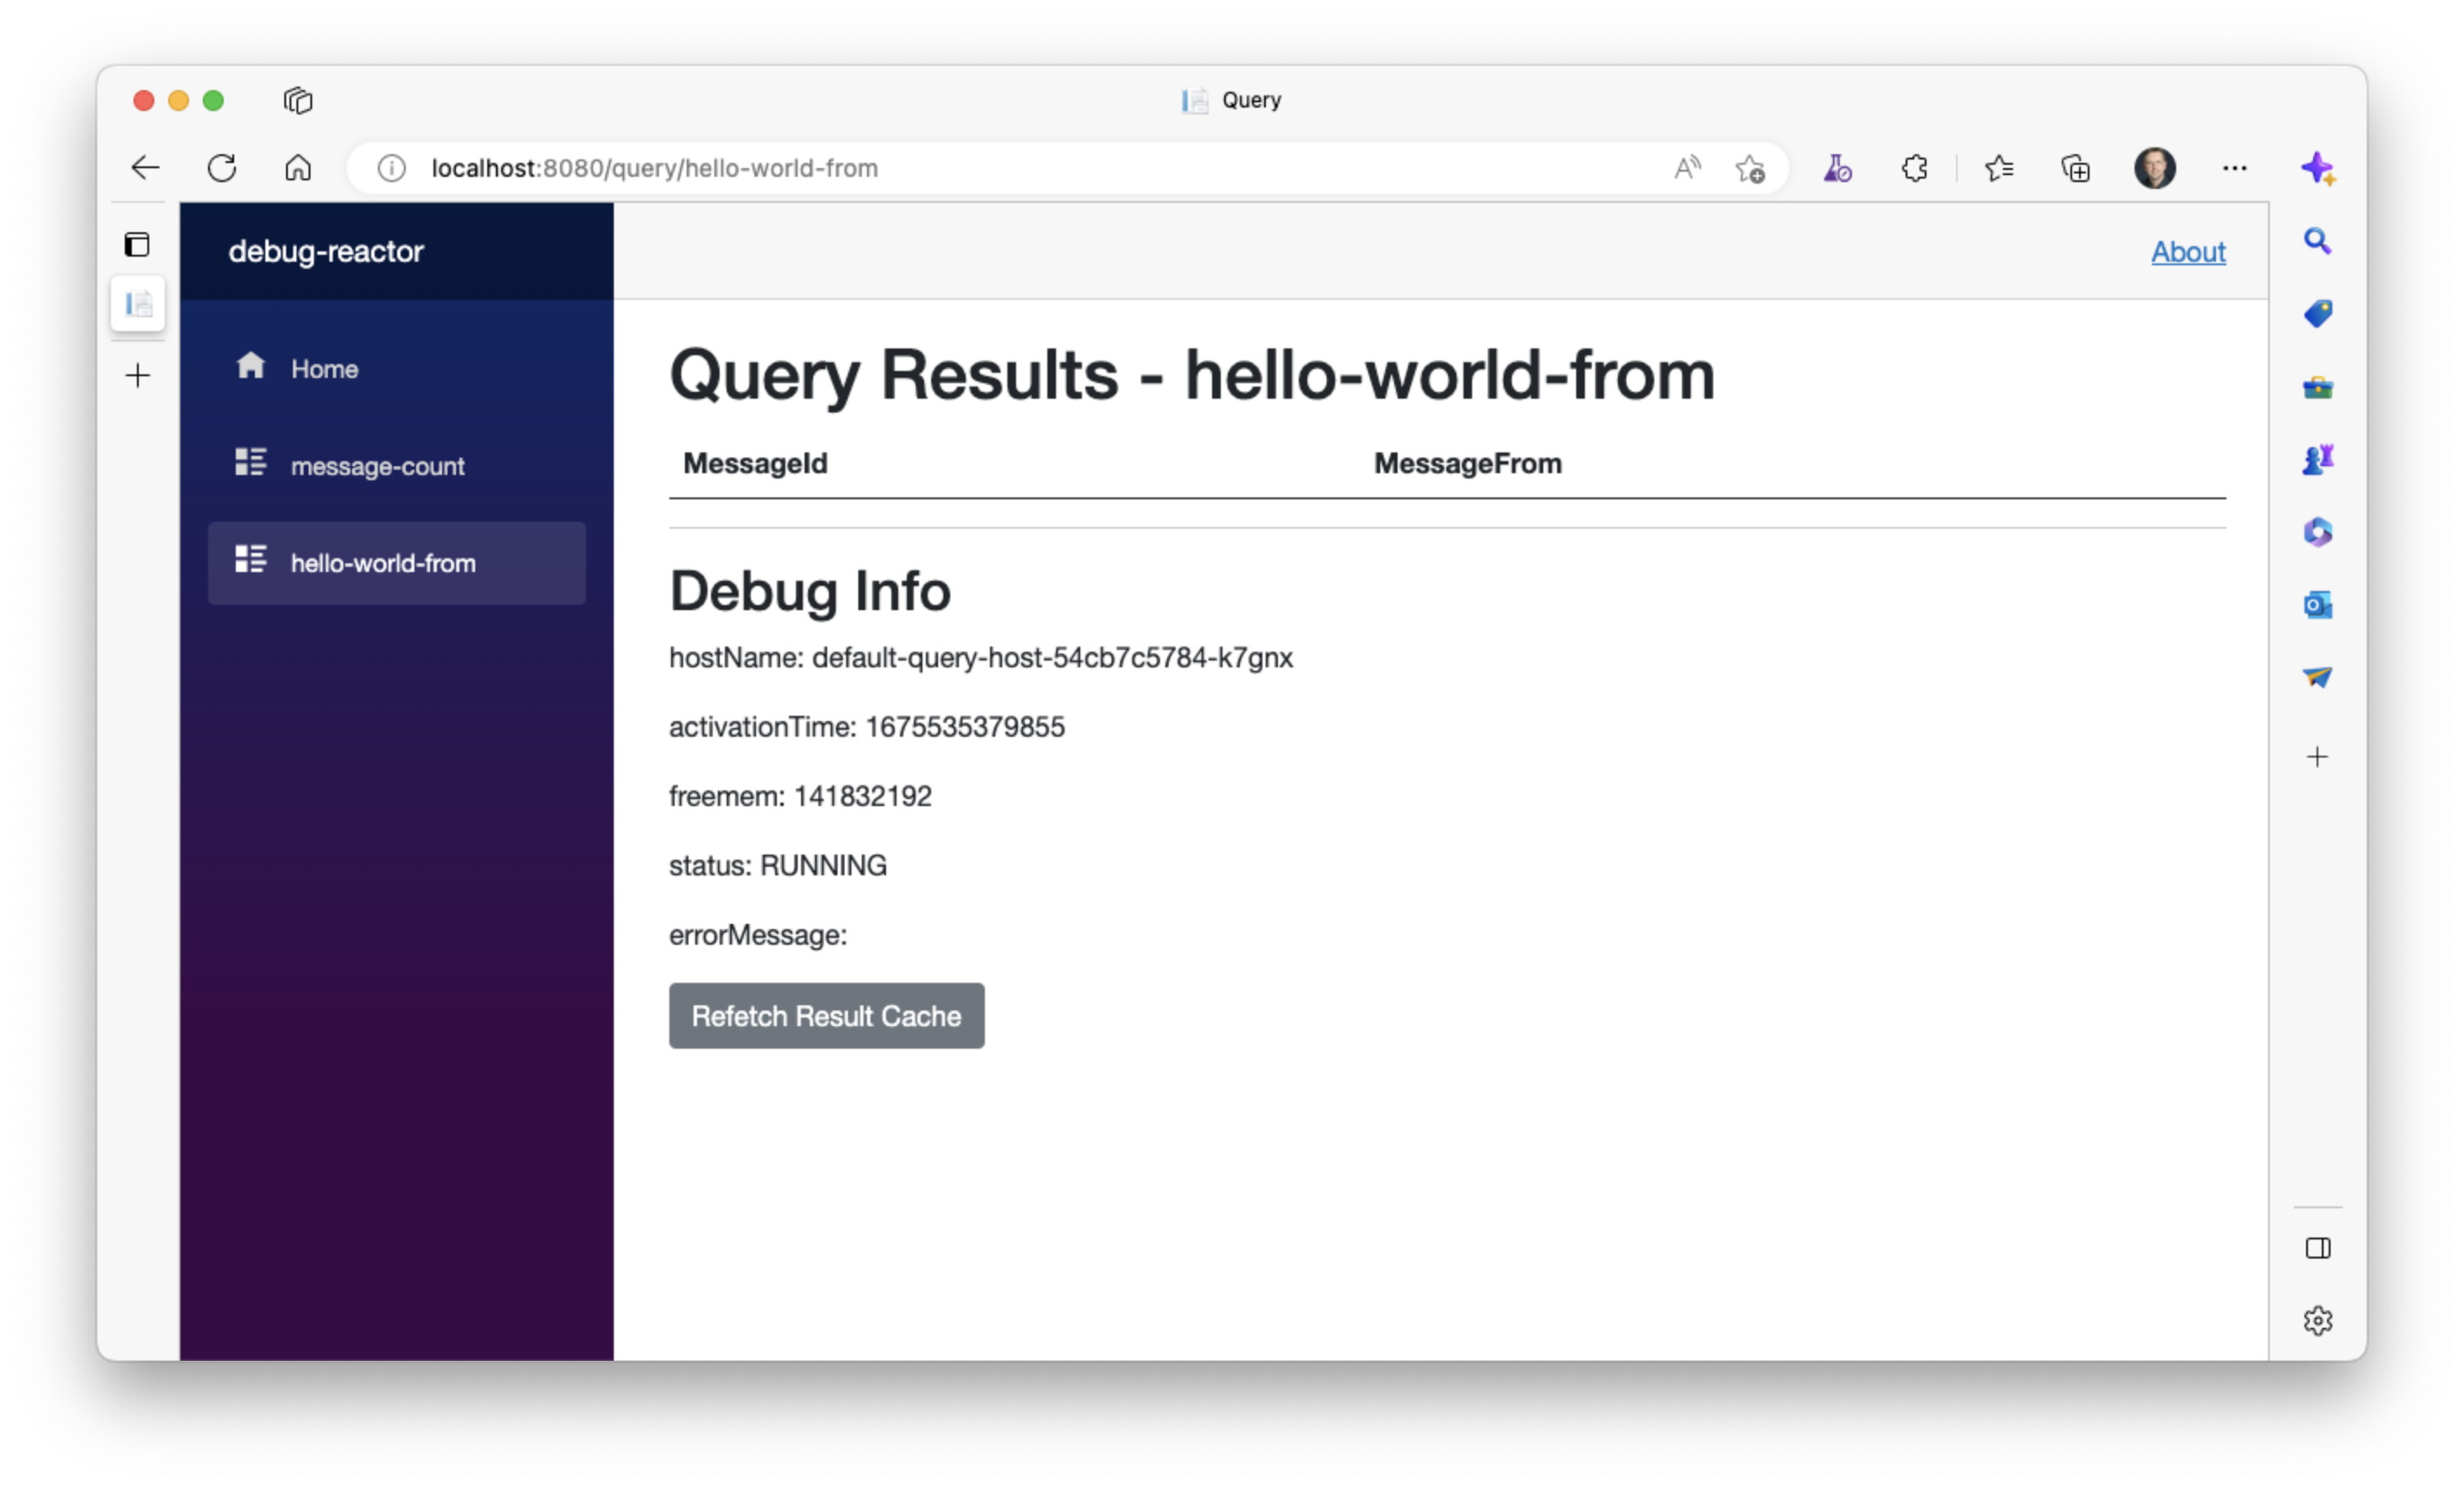 Query
localhost:8080/query/hello-world-from
debug-reactor
About
Home
message-count
hello-world-from
Query Results - hello-world-from
MessageId MessageFrom
Debug Info
hostName: default-query-host-54cb7c5784-k7gnx
activationTime: 1675535379855
freemem: 141832192
status: RUNNING
errorMessage:
Refetch Result Cache